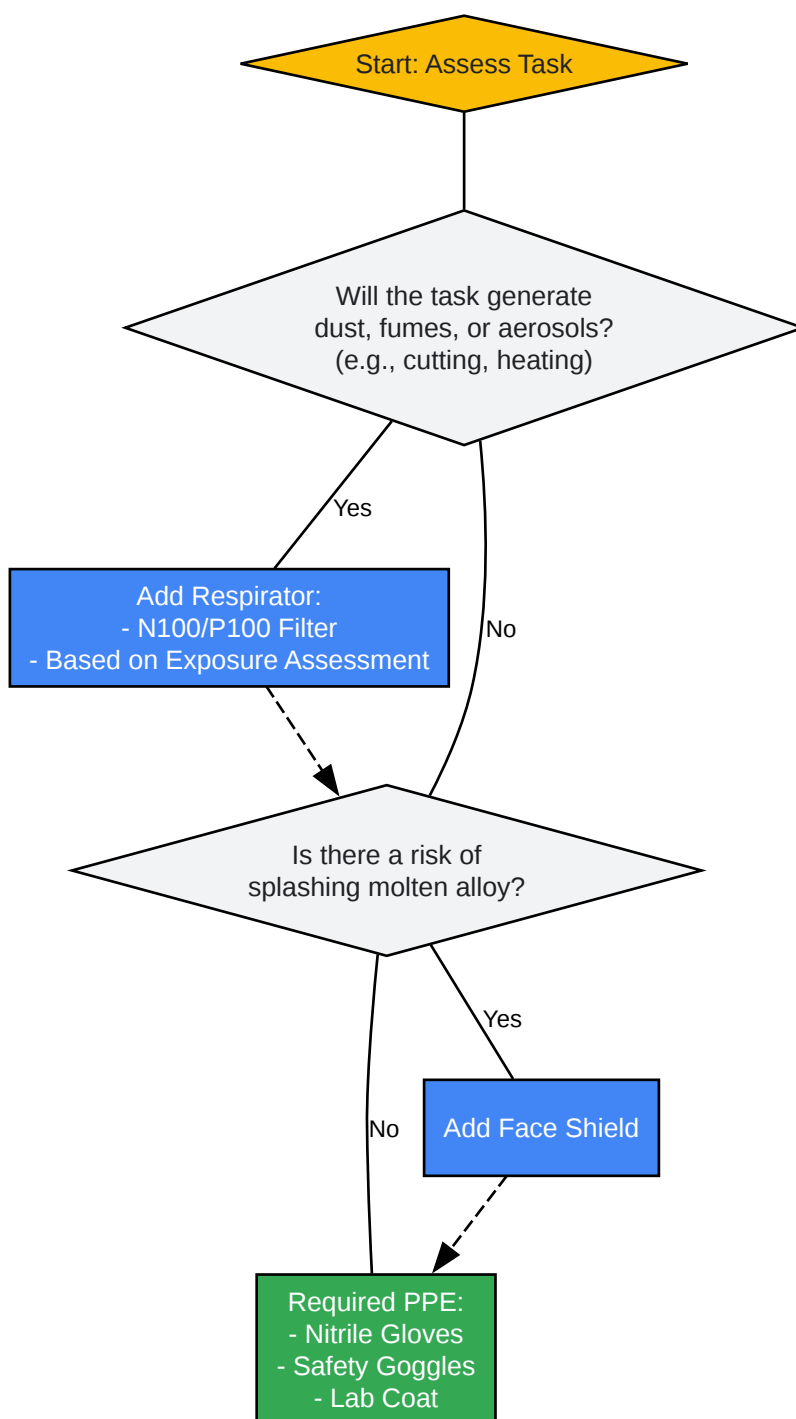 Start: Assess Task
Will the task generate
dust, fumes, or aerosols?
(e.g., cutting, heating)
Yes
Add Respirator:
- N100/P100 Filter
- Based on Exposure Assessment
No
Is there a risk of
splashing molten alloy?
Yes
No
Add Face Shield
Required PPE:
- Nitrile Gloves
- Safety Goggles
- Lab Coat